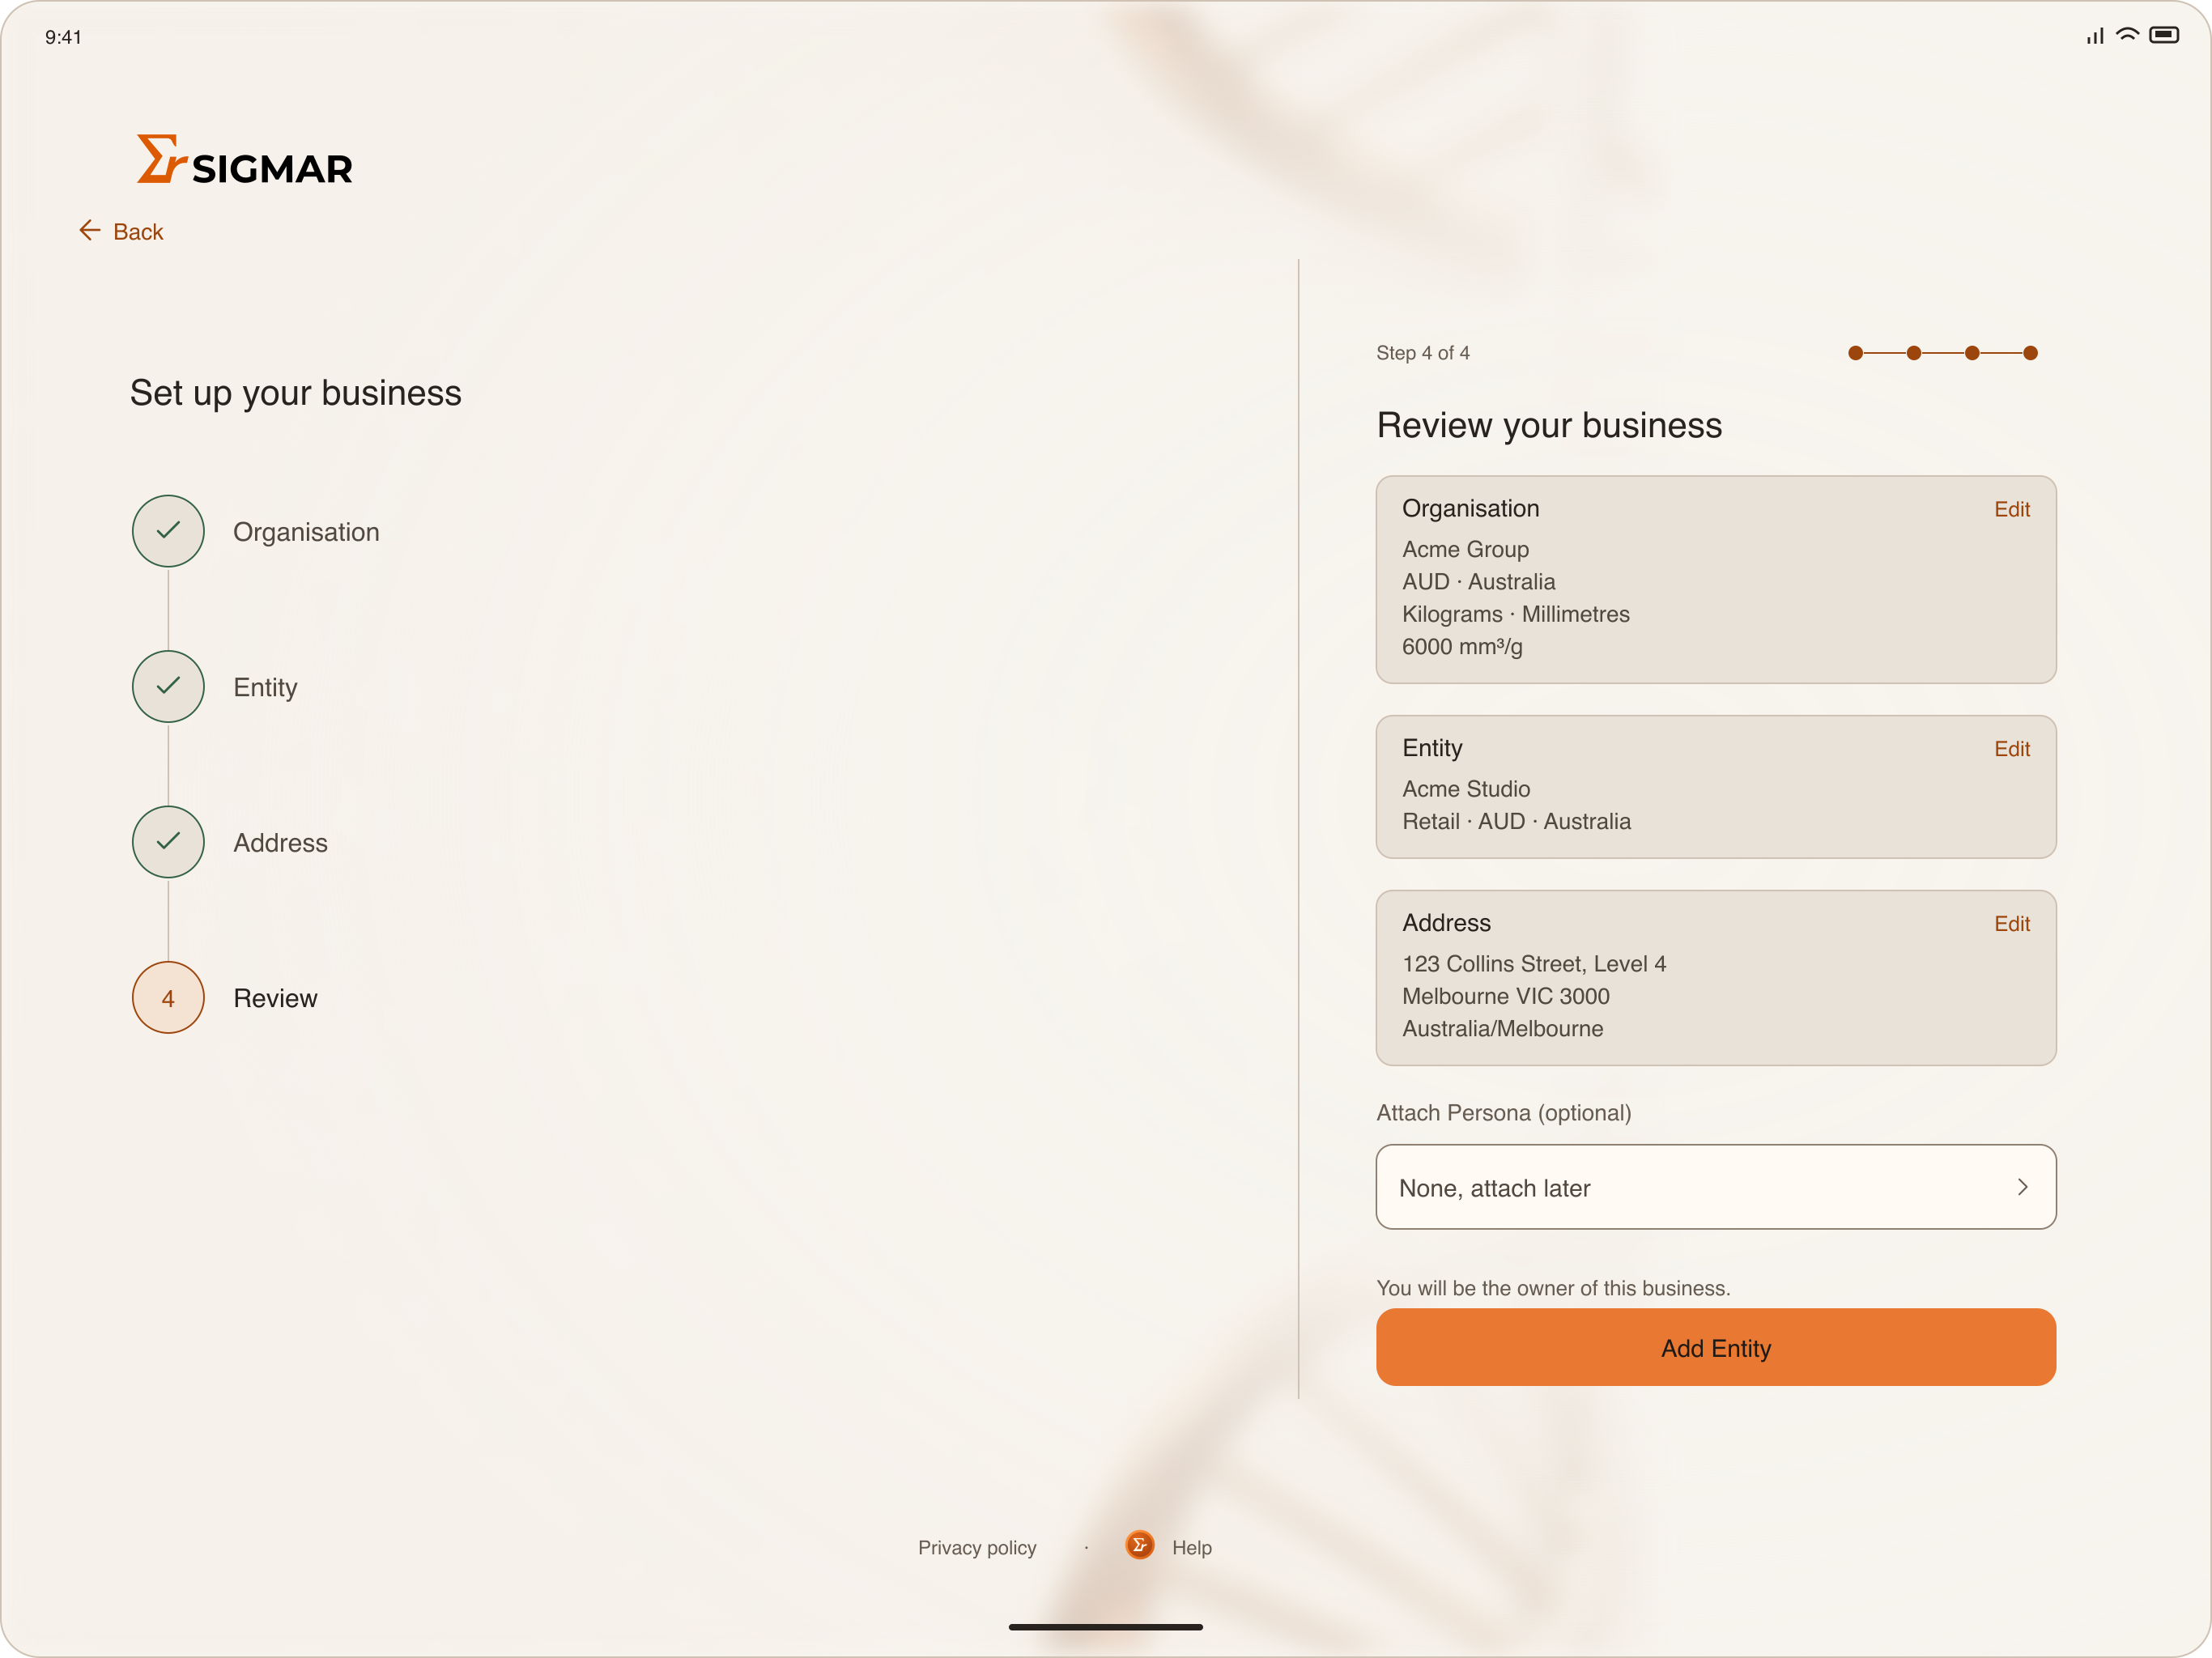 9:41
Σr SIGMAR
Back
Set up your business
Organisation
Entity
Address
4 Review
Step 4 of 4
Review your business
Organisation Edit
Acme Group
AUD · Australia
Kilograms · Millimetres
6000 mm³/g
Entity Edit
Acme Studio
Retail · AUD · Australia
Address Edit
123 Collins Street, Level 4
Melbourne VIC 3000
Australia/Melbourne
Attach Persona (optional)
None, attach later
You will be the owner of this business.
Add Entity
Privacy policy · Σr Help